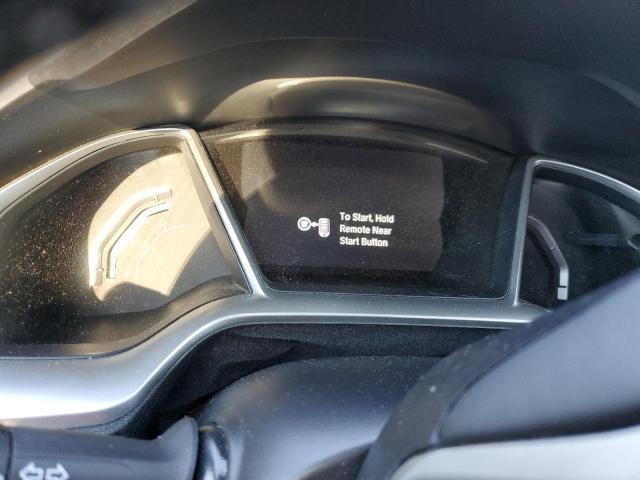 To Start, Hold
Remote Near
Start Button